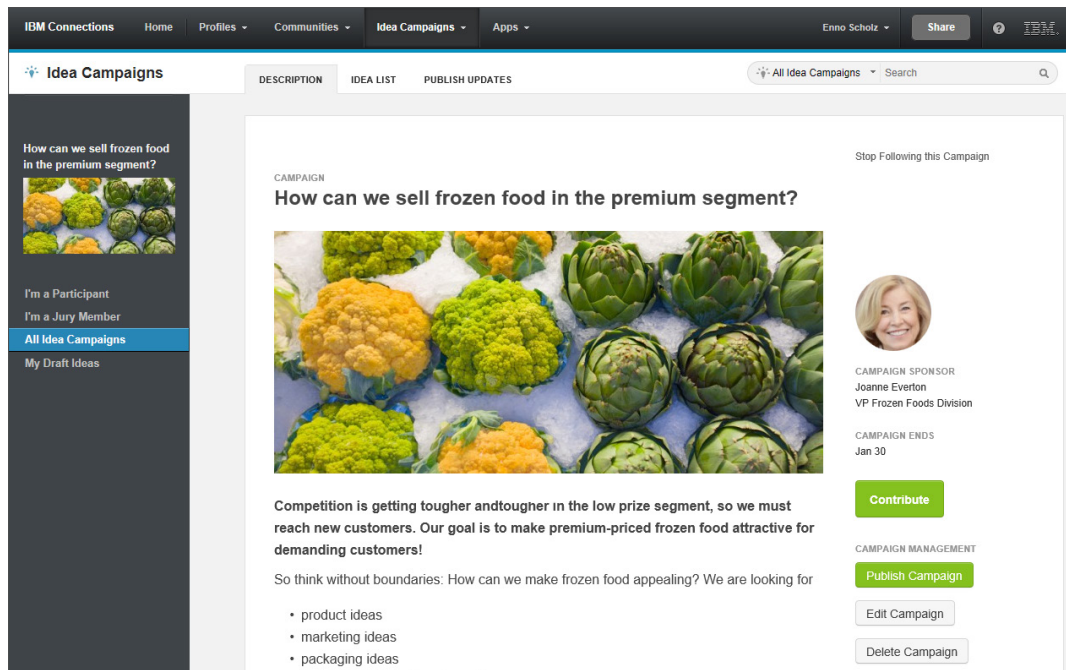 IBM Connections Home Profiles Communities Idea Campaigns Apps Enno Scholz Share ? IBM.
Idea Campaigns
DESCRIPTION IDEA LIST PUBLISH UPDATES
All Idea Campaigns Search
How can we sell frozen food
in the premium segment?
I'm a Participant
I'm a Jury Member
All Idea Campaigns
My Draft Ideas
Stop Following this Campaign
CAMPAIGN
How can we sell frozen food in the premium segment?
CAMPAIGN SPONSOR
Joanne Everton
VP Frozen Foods Division
CAMPAIGN ENDS
Jan 30
Contribute
CAMPAIGN MANAGEMENT
Publish Campaign
Edit Campaign
Delete Campaign
Competition is getting tougher andtougher in the low prize segment, so we must
reach new customers. Our goal is to make premium-priced frozen food attractive for
demanding customers!
So think without boundaries: How can we make frozen food appealing? We are looking for
• product ideas
• marketing ideas
• packaging ideas